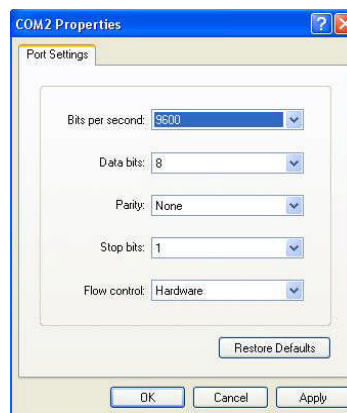 COM2 Properties
Port Settings
Bits per second: 9600
Data bits: 8
Parity: None
Stop bits: 1
Flow control: Hardware
Restore Defaults
OK Cancel Apply